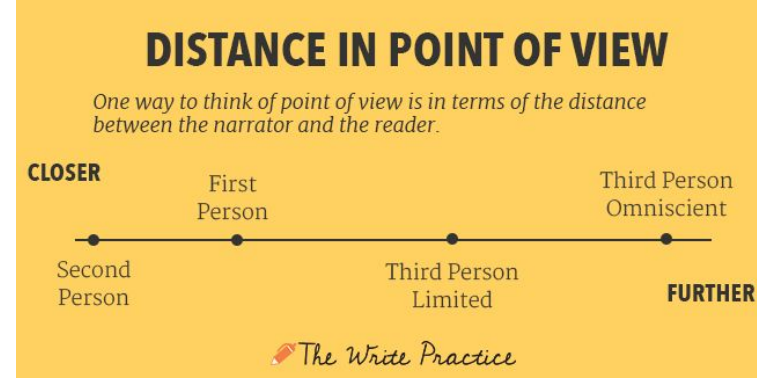 DISTANCE IN POINT OF VIEW
One way to think of point of view is in terms of the distance
between the narrator and the reader.
CLOSER
First
Person
Third Person
Omniscient
Second
Person
Third Person
Limited
FURTHER
The Write Practice